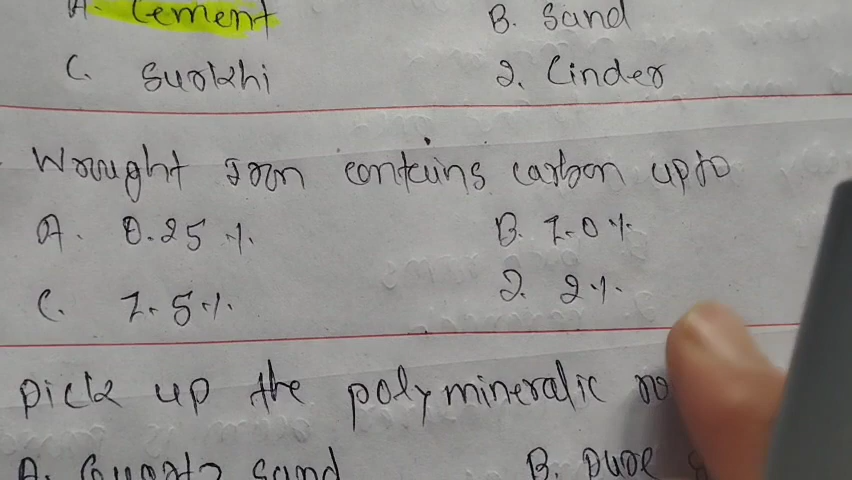 A. Cement B. Sand
C. Surkhi D. Cinder
Wrought Iron contains carbon upto
A. 0.25 % B. 1.0 %
C. 1.5 % D. 2 %
Pick up the polymineralic
A. Quartz sand B. pure